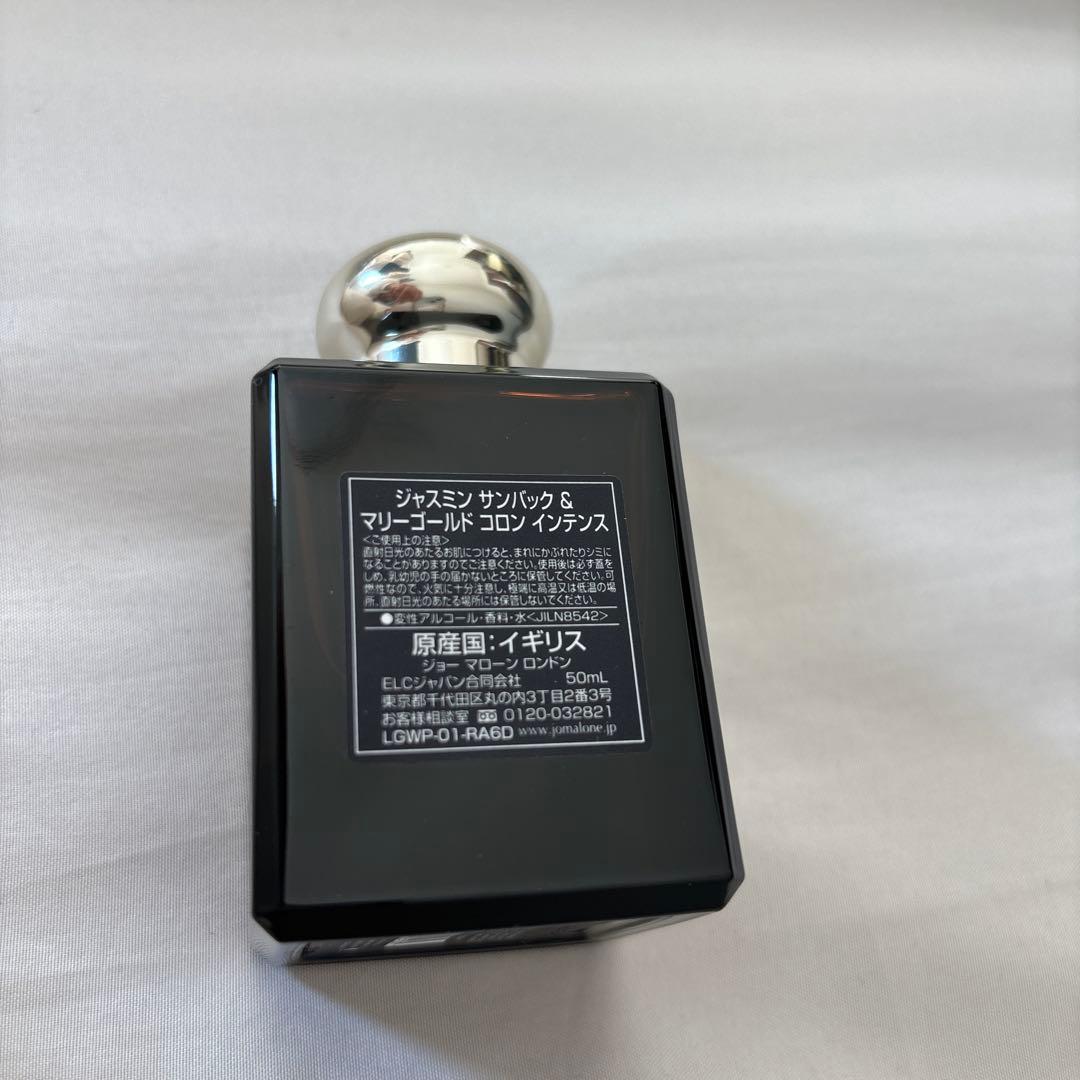 ジャスミン サンバック &
マリーゴールド コロン インテンス
<ご使用上の注意>
直射日光のあたるお肌につけると、まれにかぶれたりシミに
なることがありますのでご注意ください。使用後は必ず蓋を
しめ、乳幼児の手の届かないところに保管してください。可
燃性なので、火気に十分注意し、極端に高温又は低温の場
所、直射日光のあたる場所には保管しないでください。
●変性アルコール・香料・水<JILN8542>
原産国：イギリス
ジョー マローン ロンドン
ELCジャパン合同会社 50mL
東京都千代田区丸の内3丁目2番3号
お客様相談室 0120-032821
LGWP-01-RA6D www.jomalone.jp